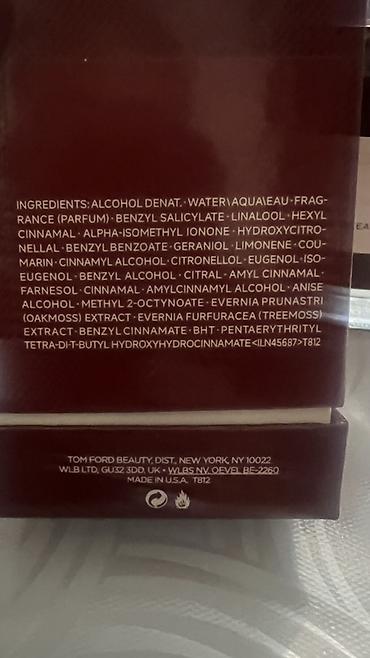 INGREDIENTS: ALCOHOL DENAT. · WATER\AQUA\EAU · FRAG-
RANCE (PARFUM) · BENZYL SALICYLATE · LINALOOL · HEXYL
CINNAMAL · ALPHA-ISOMETHYL IONONE · HYDROXYCITRO-
NELLAL · BENZYL BENZOATE · GERANIOL · LIMONENE · COU-
MARIN · CINNAMYL ALCOHOL · CITRONELLOL · EUGENOL · ISO-
EUGENOL · BENZYL ALCOHOL · CITRAL · AMYL CINNAMAL ·
FARNESOL · CINNAMAL · AMYLCINNAMYL ALCOHOL · ANISE
ALCOHOL · METHYL 2-OCTYNOATE · EVERNIA PRUNASTRI
(OAKMOSS) EXTRACT · EVERNIA FURFURACEA (TREEMOSS)
EXTRACT · BENZYL CINNAMATE · BHT · PENTAERYTHRITYL
TETRA-DI-T-BUTYL HYDROXYHYDROCINNAMATE <ILN45687> T812
TOM FORD BEAUTY, DIST., NEW YORK, NY 10022
WLB LTD, GU32 3DD, UK • WLBS NV, OEVEL BE-2260
MADE IN U.S.A. T812